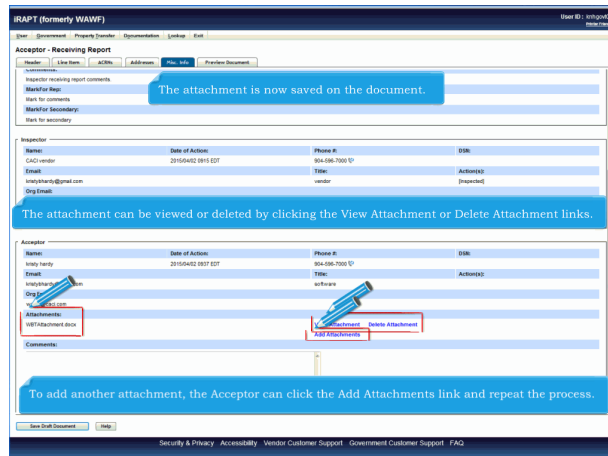 iRAPT (formerly WAWF)
User ID : kmhgovt
Printer Friendly
User Government Property Transfer Documentation Lookup Exit
Acceptor - Receiving Report
Header Line Item ACRNs Addresses Misc. Info Preview Document
Comments:
Inspector receiving report comments
MarkFor Rep:
Mark for comments
MarkFor Secondary:
Mark for secondary
The attachment is now saved on the document.
Inspector
Name: Date of Action: Phone #: DSN:
CACI vendor 2015/04/02 0915 EDT 904-596-7000
Email: Title: Action(s):
kristybhardy@gmail.com vendor [Inspected]
Org Email:
The attachment can be viewed or deleted by clicking the View Attachment or Delete Attachment links.
Acceptor
Name: Date of Action: Phone #: DSN:
kristy hardy 2015/04/02 0937 EDT 904-596-7000
Email: Title: Action(s):
software
Attachments:
WBTAttachment.docx Attachment Delete Attachment
Add Attachments
Comments:
To add another attachment, the Acceptor can click the Add Attachments link and repeat the process.
Save Draft Document Help
Security & Privacy Accessibility Vendor Customer Support Government Customer Support FAQ